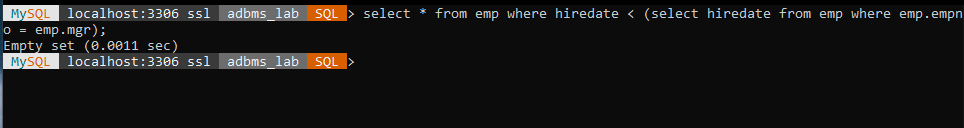 MySQL localhost:3306 ssl adbms_lab SQL > select * from emp where hiredate < (select hiredate from emp where emp.empn
o = emp.mgr);
Empty set (0.0011 sec)
MySQL localhost:3306 ssl adbms_lab SQL >